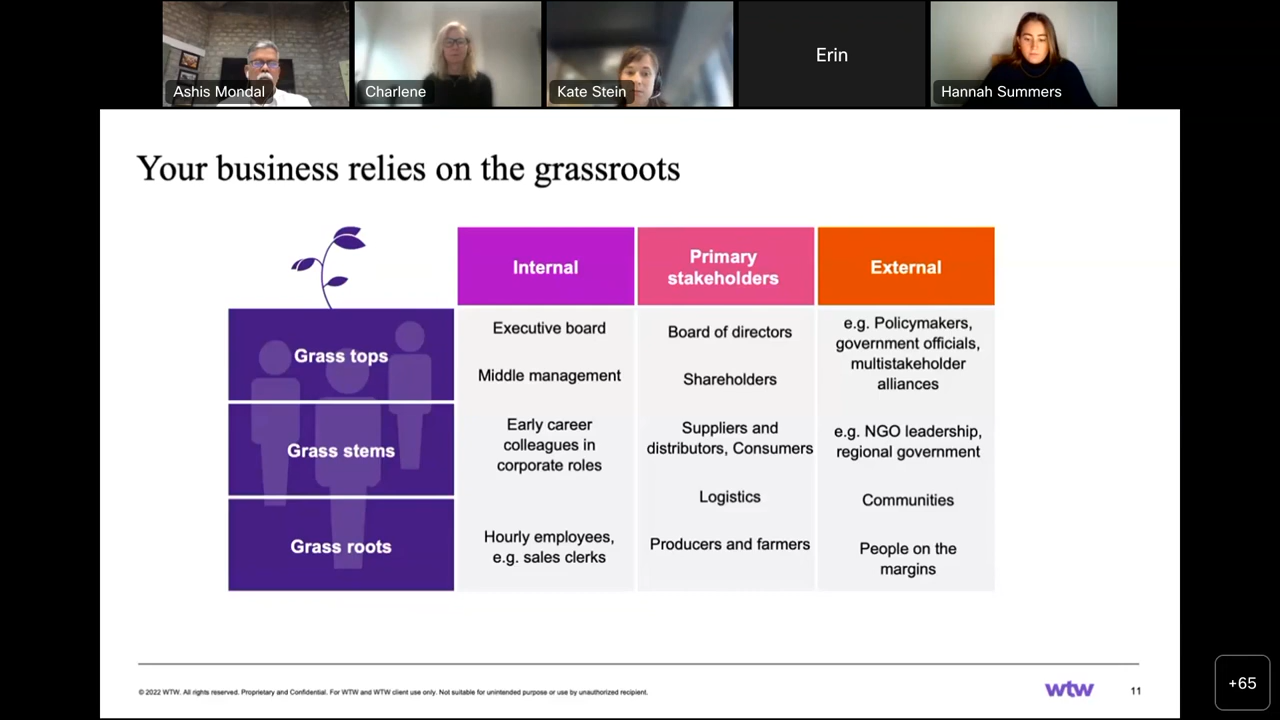 Ashis Mondal
Charlene
Kate Stein
Erin
Hannah Summers
Your business relies on the grassroots
Internal
Primary
stakeholders
External
Grass tops
Executive board
Middle management
Board of directors
Shareholders
e.g. Policymakers,
government officials,
multistakeholder
alliances
Grass stems
Early career
colleagues in
corporate roles
Suppliers and
distributors, Consumers
Logistics
e.g. NGO leadership,
regional government
Communities
Grass roots
Hourly employees,
e.g. sales clerks
Producers and farmers
People on the
margins
© 2022 WTW. All rights reserved. Proprietary and Confidential. For WTW and WTW client use only. Not suitable for unintended purpose or use by unauthorized recipient.
wtw
11
+65